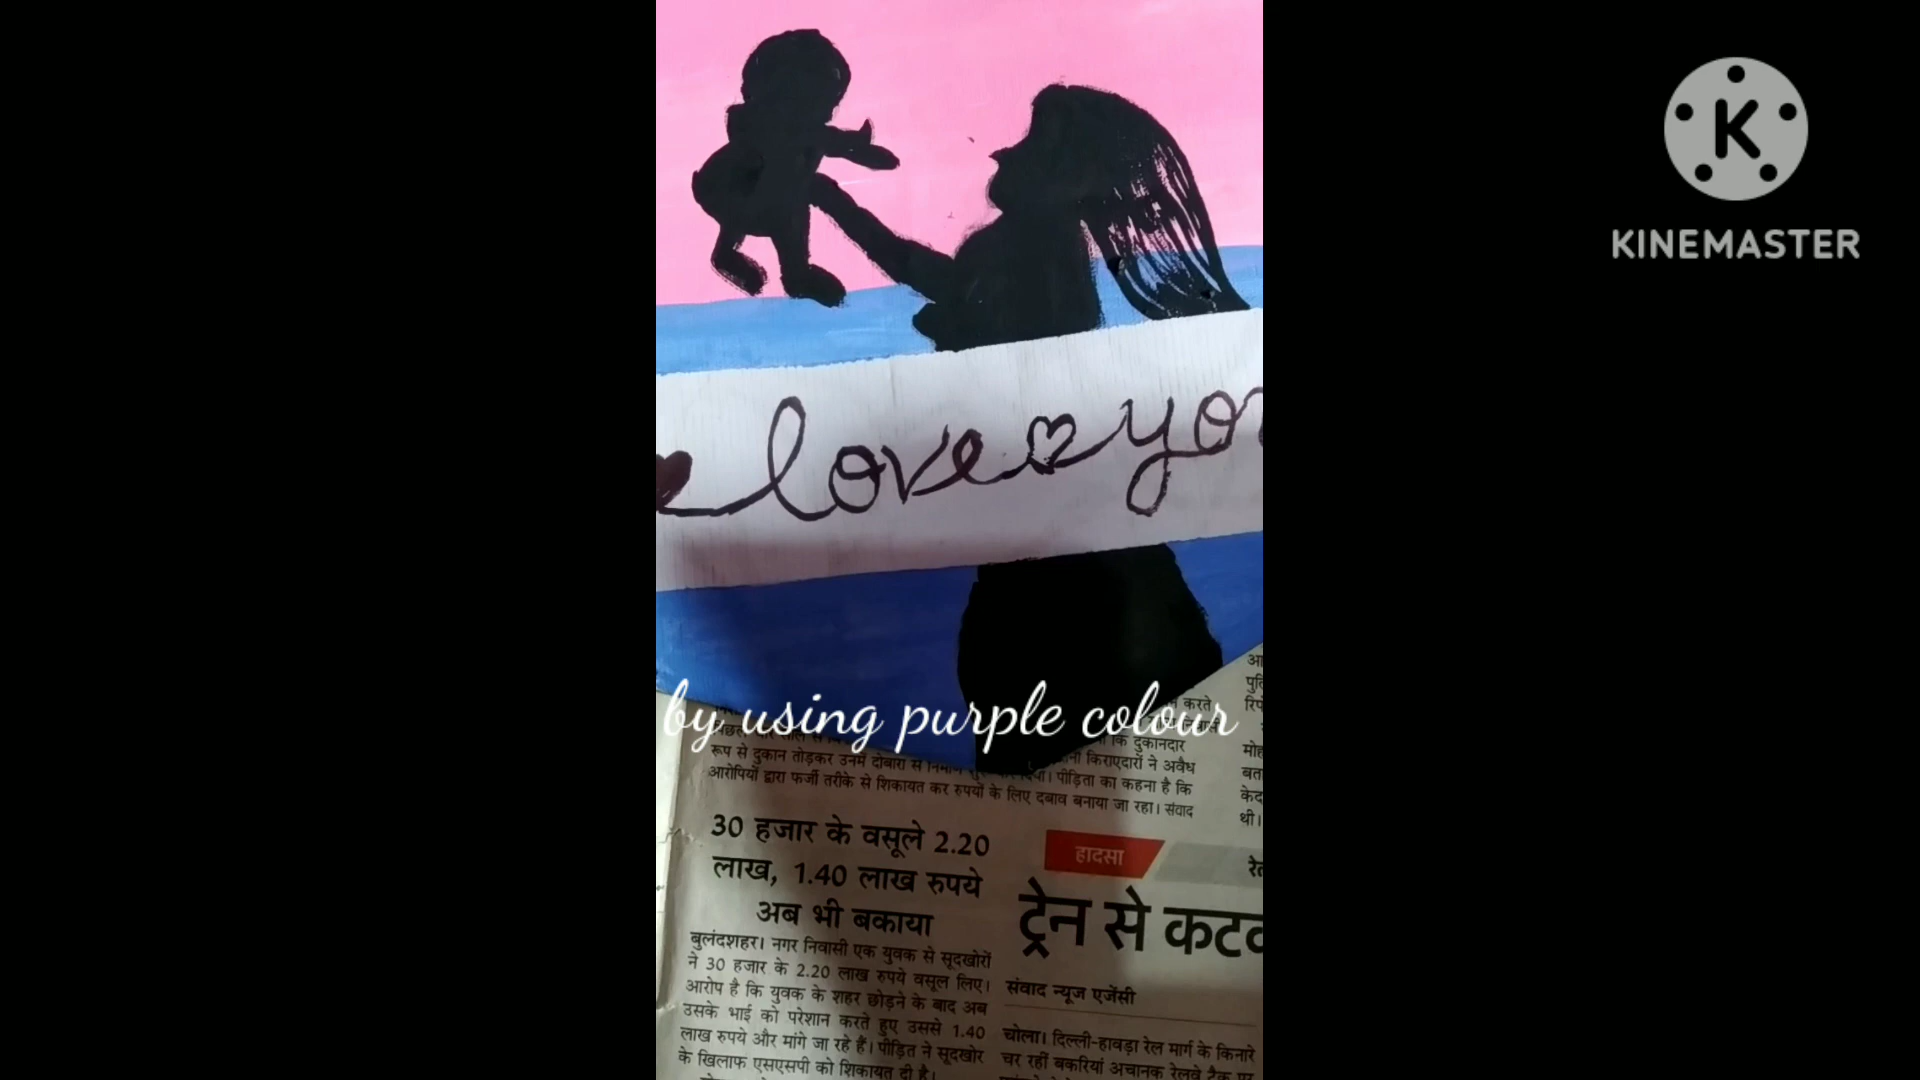 KINEMASTER
love you
by using purple colour
करते
कि दुकानदार
रूप से दुकान तोड़कर उनमें दोबारा से निर्माण
किराएदारों ने अवैध
पीड़िता का कहना है कि
आरोपियों द्वारा फर्जी तरीके से शिकायत कर रुपयों के लिए दबाव बनाया जा रहा। संवाद
30 हजार के वसूले 2.20
लाख, 1.40 लाख रुपये
अब भी बकाया
बुलंदशहर। नगर निवासी एक युवक से सूदखोरों
ने 30 हजार के 2.20 लाख रुपये वसूल लिए।
आरोप है कि युवक के शहर छोड़ने के बाद अब
उसके भाई को परेशान करते हुए उससे 1.40
लाख रुपये और मांगे जा रहे हैं। पीड़ित ने सूदखोर
के खिलाफ एसएसपी को शिकायत दी है।
हादसा
ट्रेन से
संवाद न्यूज एजेंसी
चोला। दिल्ली-हावड़ा रेल मार्ग के किनारे
चर रहीं बकरियां अचानक रेलवे ट्रैक पर